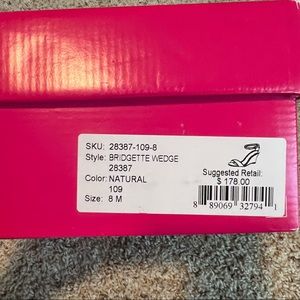 SKU: 28387-109-8
Style: BRIDGETTE WEDGE
28387
Color: NATURAL
109
Size: 8 M
Suggested Retail:
$ 178.00
8 89069 32794 1